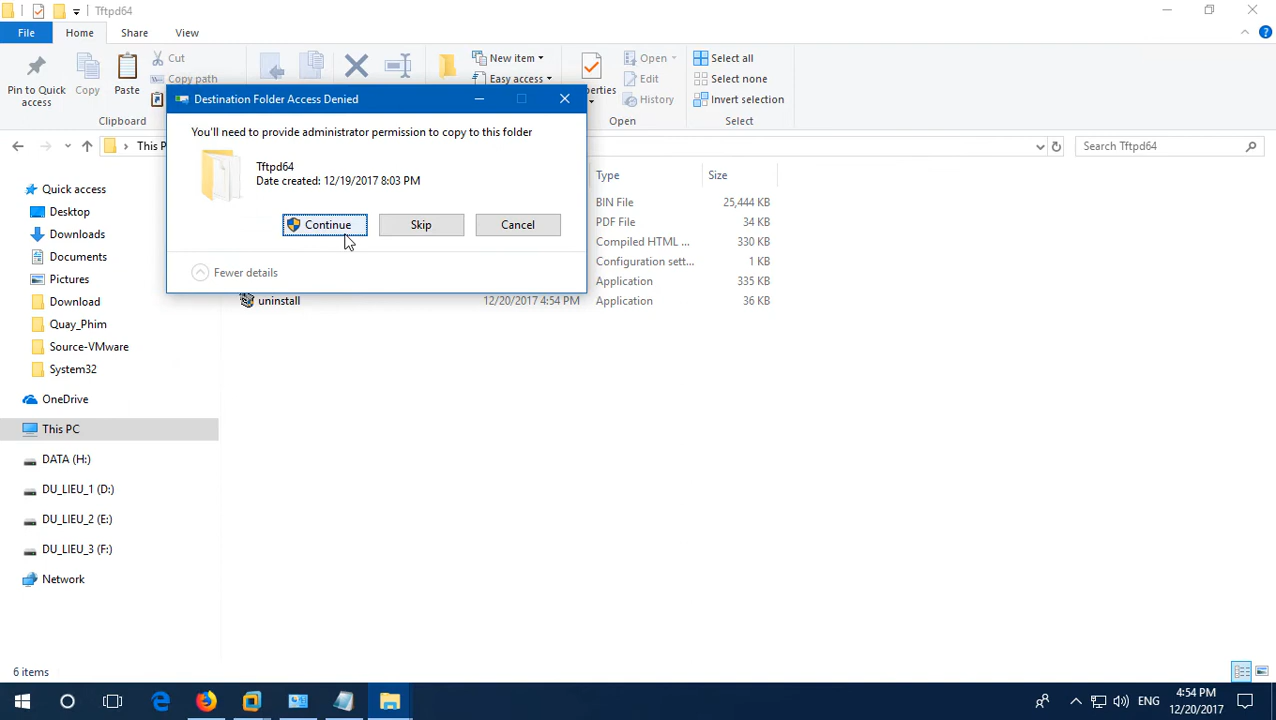 Tftpd64
File Home Share View
Pin to Quick access
Copy
Paste
Cut
Copy path
New item
Easy access
Open
Edit
History
Select all
Select none
Invert selection
Clipboard
Open
Select
Destination Folder Access Denied
You'll need to provide administrator permission to copy to this folder
Tftpd64
Date created: 12/19/2017 8:03 PM
Continue
Skip
Cancel
Fewer details
Search Tftpd64
Type Size
BIN File 25,444 KB
PDF File 34 KB
Compiled HTML ... 330 KB
Configuration sett... 1 KB
Application 335 KB
uninstall 12/20/2017 4:54 PM Application 36 KB
Quick access
Desktop
Downloads
Documents
Pictures
Download
Quay_Phim
Source-VMware
System32
OneDrive
This PC
DATA (H:)
DU_LIEU_1 (D:)
DU_LIEU_2 (E:)
DU_LIEU_3 (F:)
Network
6 items
ENG
4:54 PM
12/20/2017